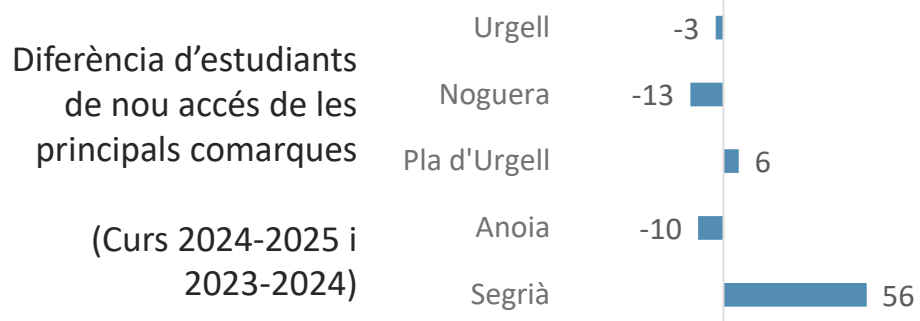 Diferència d’estudiants
de nou accés de les
principals comarques
(Curs 2024-2025 i
2023-2024)
Urgell -3
Noguera -13
Pla d'Urgell 6
Anoia -10
Segrià 56